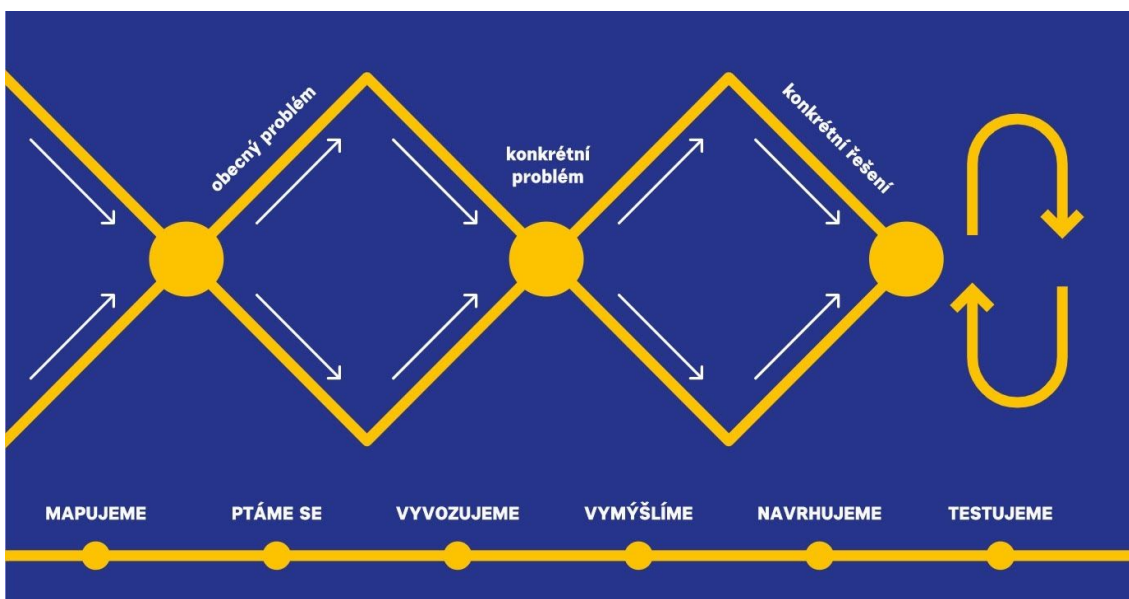 obecný problém
konkrétní
problém
konkrétní řešení
MAPUJEME
PTÁME SE
VYVOZUJEME
VYMÝŠLÍME
NAVRHUJEME
TESTUJEME